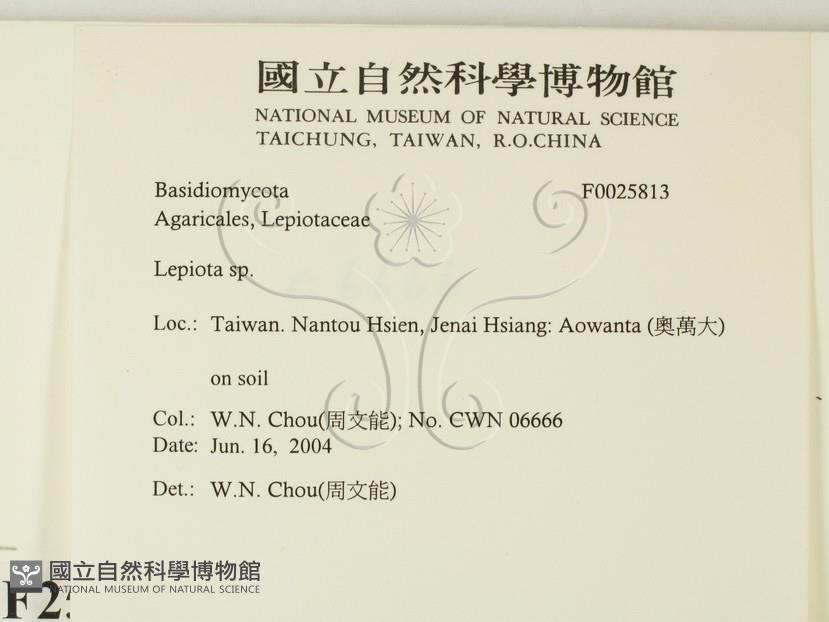 國立自然科學博物館
NATIONAL MUSEUM OF NATURAL SCIENCE
TAICHUNG, TAIWAN, R.O.CHINA
Basidiomycota F0025813
Agaricales, Lepiotaceae
Lepiota sp.
Loc.: Taiwan. Nantou Hsien, Jenai Hsiang: Aowanta (奧萬大)
on soil
Col.: W.N. Chou(周文能); No. CWN 06666
Date: Jun. 16, 2004
Det.: W.N. Chou(周文能)
國立自然科學博物館
NATIONAL MUSEUM OF NATURAL SCIENCE